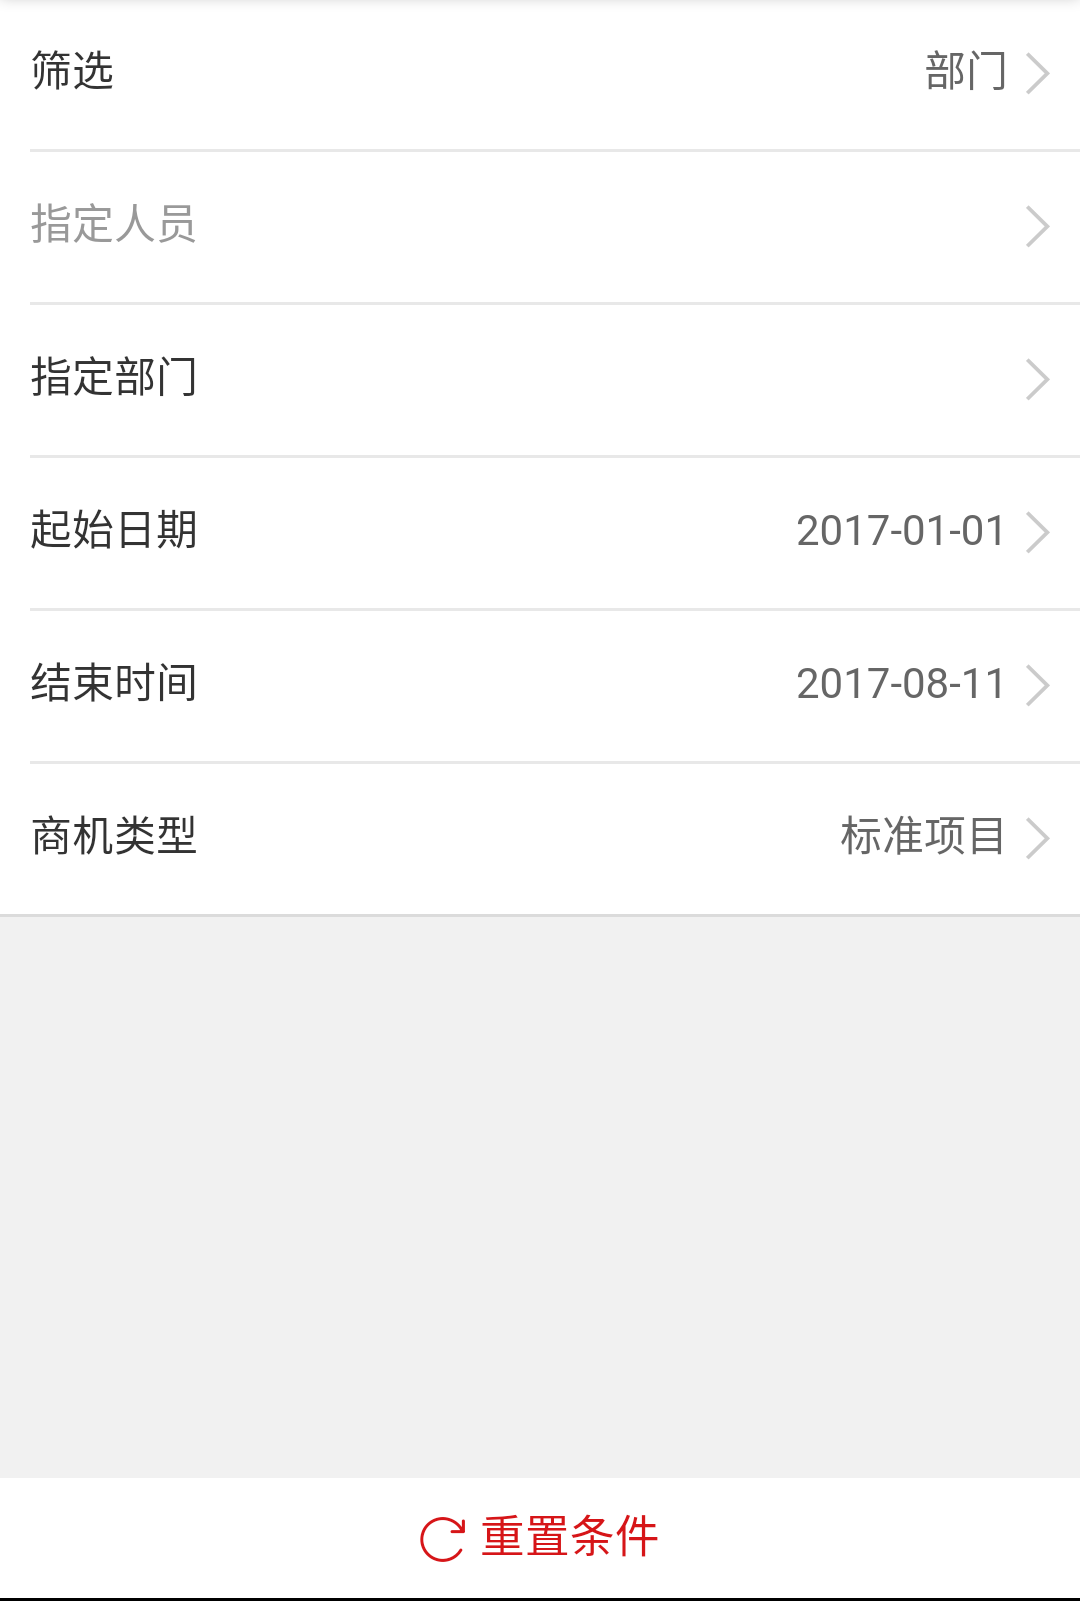 筛选 部门
指定人员
指定部门
起始日期 2017-01-01
结束时间 2017-08-11
商机类型 标准项目
重置条件